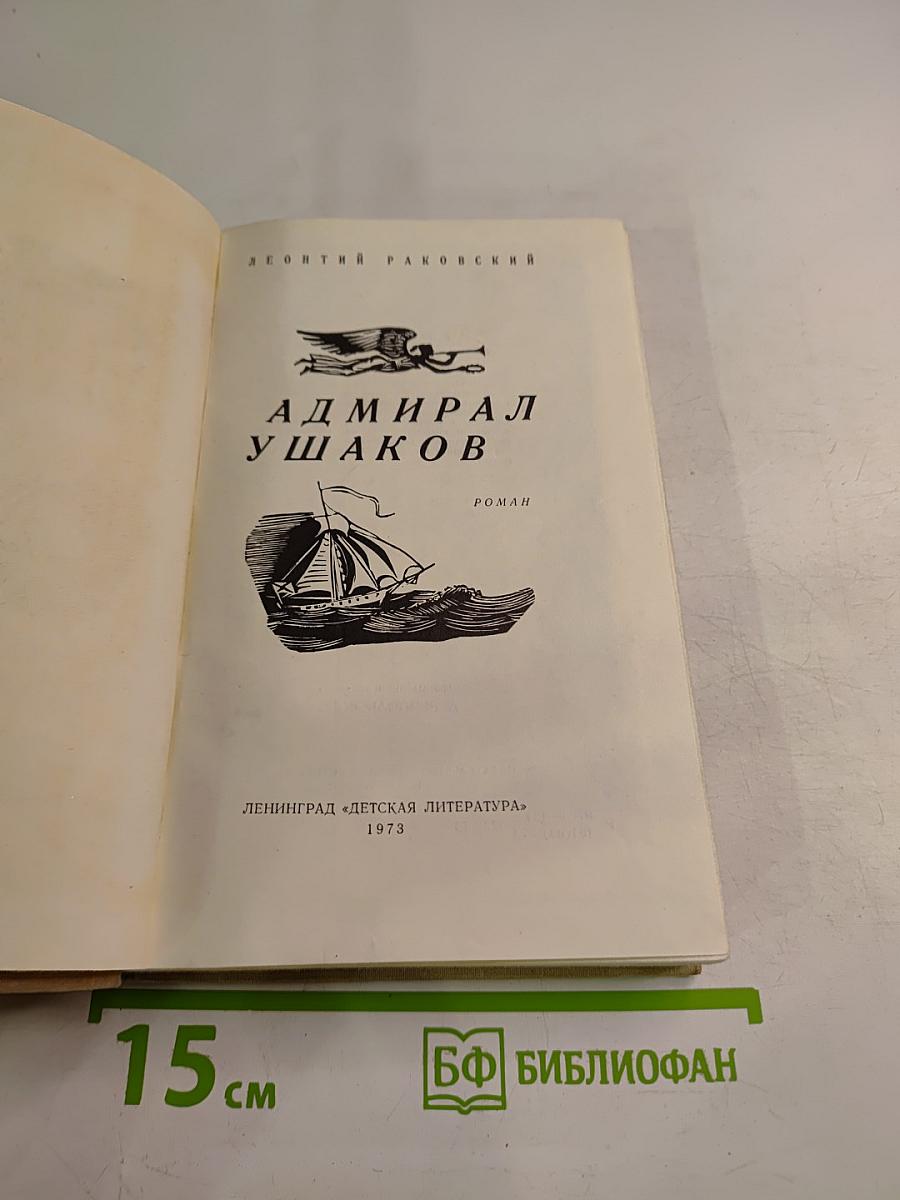 ЛЕОНТИЙ РАКОВСКИЙ
АДМИРАЛ
УШАКОВ
РОМАН
ЛЕНИНГРАД «ДЕТСКАЯ ЛИТЕРАТУРА»
1973
15 см
БФ БИБЛИОФАН